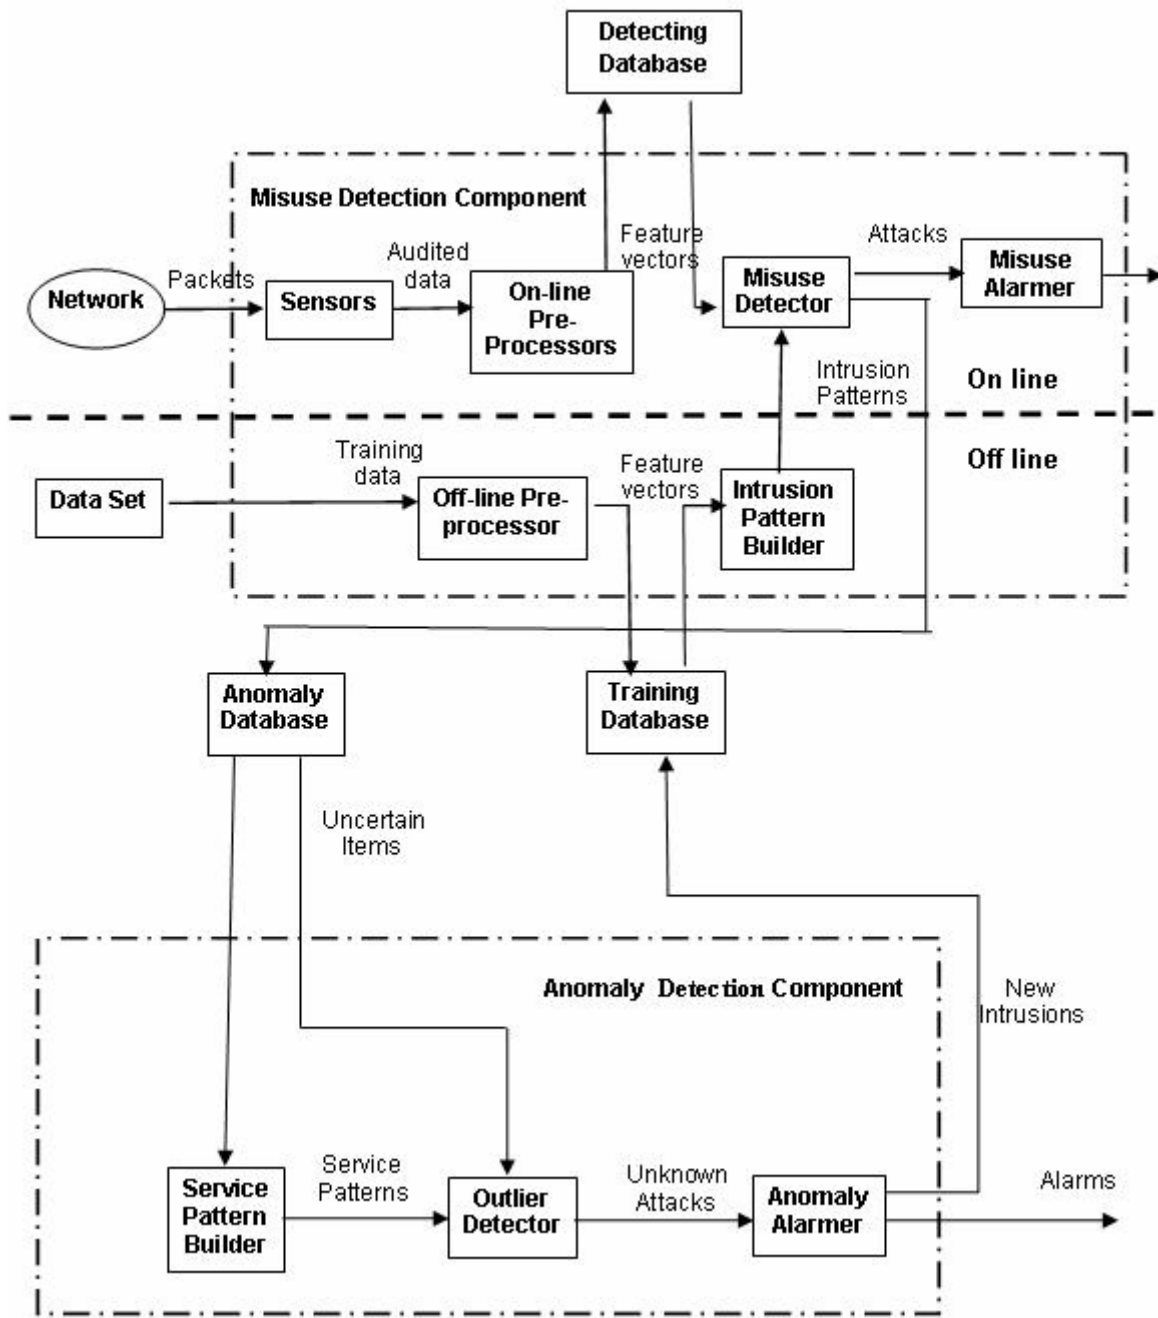 Detecting
Database
Misuse Detection Component
Packets
Audited
data
Feature
vectors
Attacks
Network
Sensors
On-line
Pre-
Processors
Misuse
Detector
Misuse
Alarmer
Intrusion
Patterns
On line
Off line
Training
data
Feature
vectors
Data Set
Off-line Pre-
processor
Intrusion
Pattern
Builder
Anomaly
Database
Training
Database
Uncertain
Items
Anomaly Detection Component
New
Intrusions
Service
Pattern
Builder
Service
Patterns
Outlier
Detector
Unknown
Attacks
Anomaly
Alarmer
Alarms